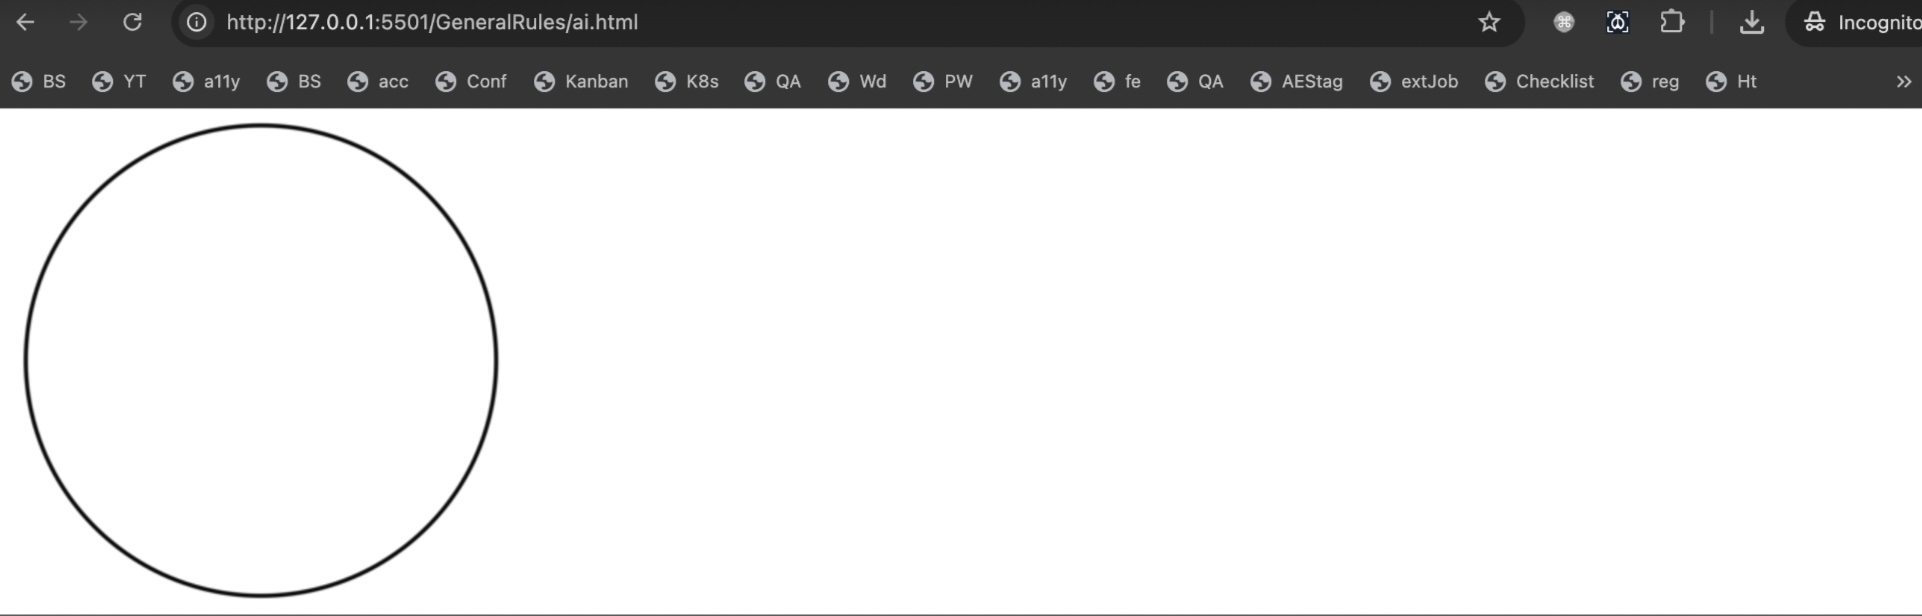 http://127.0.0.1:5501/GeneralRules/ai.html
BS YT a11y BS acc Conf Kanban K8s QA Wd PW a11y fe QA AEStag extJob Checklist reg Ht